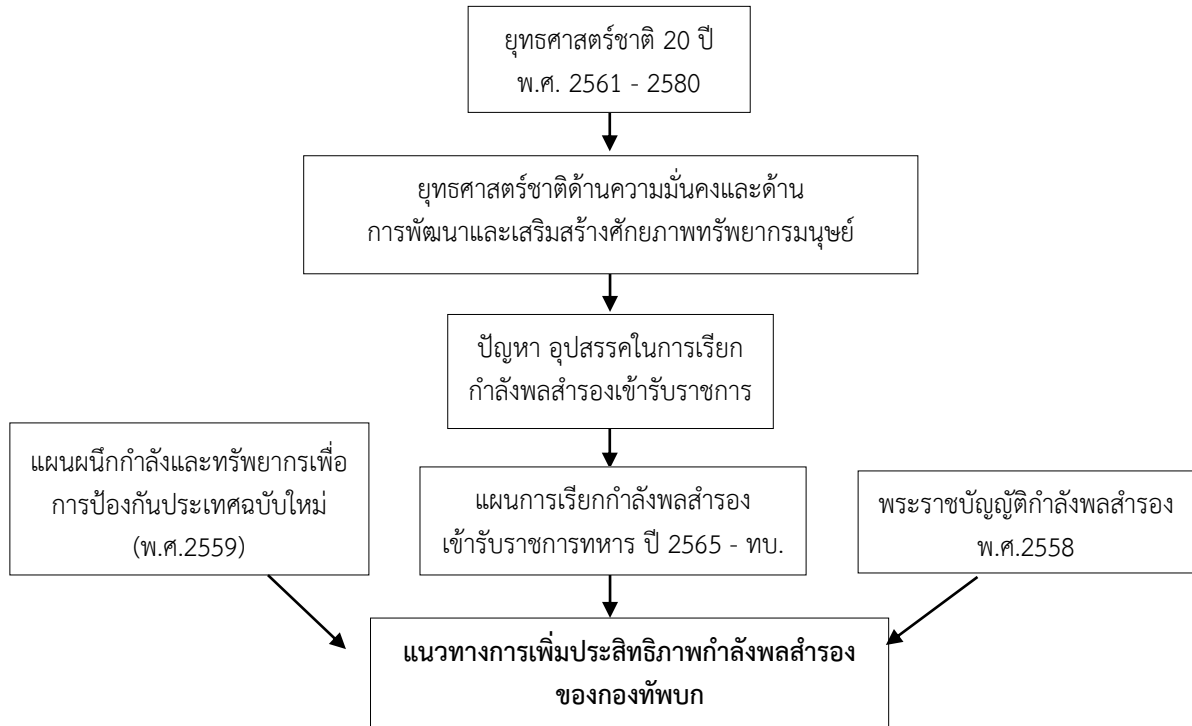 ยุทธศาสตร์ชาติ 20 ปี
พ.ศ. 2561 - 2580
ยุทธศาสตร์ชาติด้านความมั่นคงและด้าน
การพัฒนาและเสริมสร้างศักยภาพทรัพยากรมนุษย์
ปัญหา อุปสรรคในการเรียก
กำลังพลสำรองเข้ารับราชการ
แผนผนึกกำลังและทรัพยากรเพื่อ
การป้องกันประเทศฉบับใหม่
(พ.ศ.2559)
แผนการเรียกกำลังพลสำรอง
เข้ารับราชการทหาร ปี 2565 - ทบ.
พระราชบัญญัติกำลังพลสำรอง
พ.ศ.2558
แนวทางการเพิ่มประสิทธิภาพกำลังพลสำรอง
ของกองทัพบก